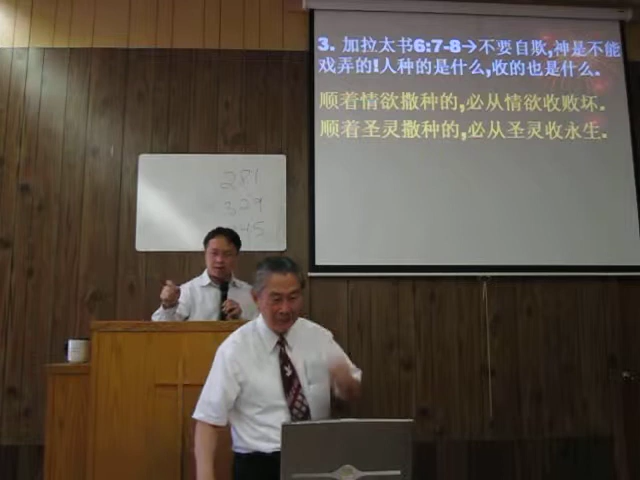 3. 加拉太书6:7-8→不要自欺,神是不能
戏弄的!人种的是什么,收的也是什么.
顺着情欲撒种的,必从情欲收败坏.
顺着圣灵撒种的,必从圣灵收永生.
281
329